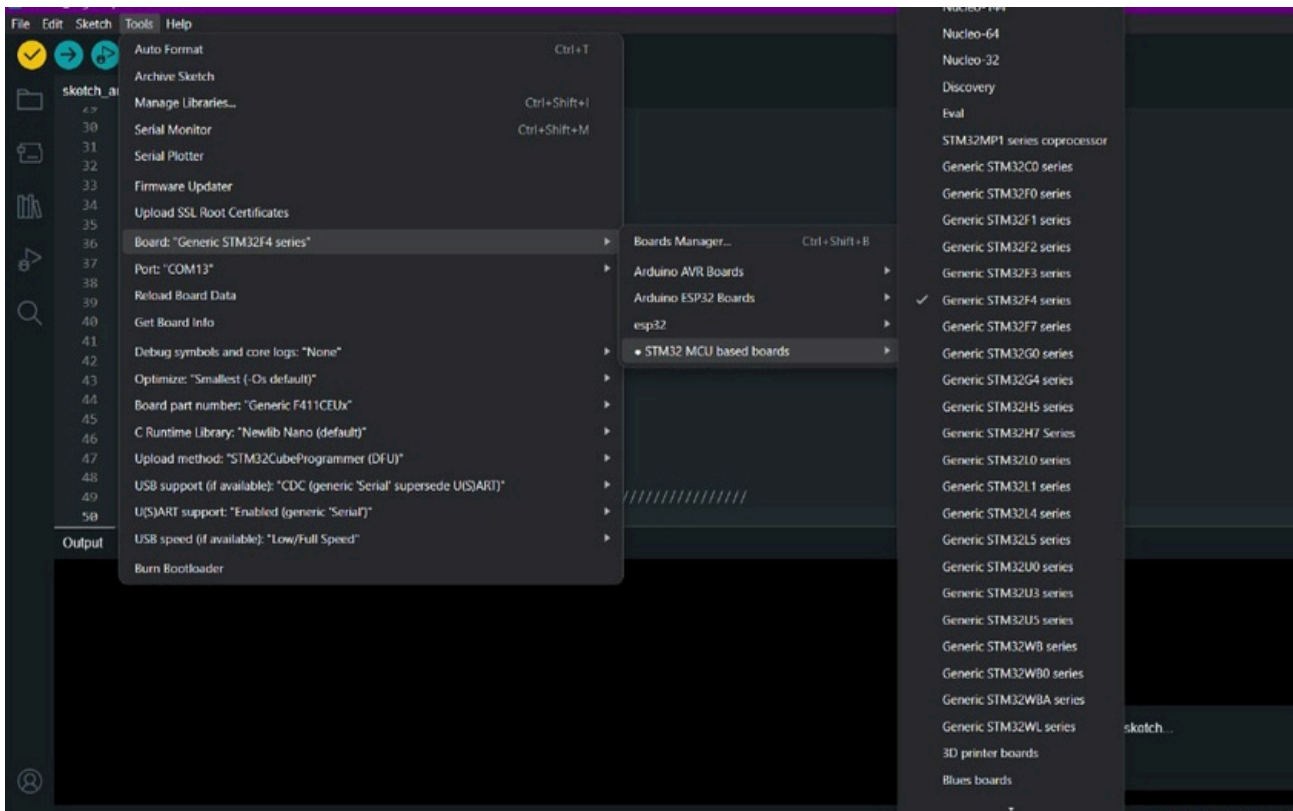 File Edit Sketch Tools Help
Auto Format Ctrl+T
Archive Sketch
Manage Libraries... Ctrl+Shift+I
Serial Monitor Ctrl+Shift+M
Serial Plotter
Firmware Updater
Upload SSL Root Certificates
Board: "Generic STM32F4 series"
Port: "COM13"
Reload Board Data
Get Board Info
Debug symbols and core logs: "None"
Optimize: "Smallest (-Os default)"
Board part number: "Generic F411CEUx"
C Runtime Library: "Newlib Nano (default)"
Upload method: "STM32CubeProgrammer (DFU)"
USB support (if available): "CDC (generic 'Serial' supersede U(S)ART)"
U(S)ART support: "Enabled (generic 'Serial')"
USB speed (if available): "Low/Full Speed"
Burn Bootloader
sketch_a
30
31
32
33
34
35
36
37
38
39
40
41
42
43
44
45
46
47
48
49
50
Output
Boards Manager... Ctrl+Shift+B
Arduino AVR Boards
Arduino ESP32 Boards
esp32
• STM32 MCU based boards
////////////////
Nucleo-144
Nucleo-64
Nucleo-32
Discovery
Eval
STM32MP1 series coprocessor
Generic STM32C0 series
Generic STM32F0 series
Generic STM32F1 series
Generic STM32F2 series
Generic STM32F3 series
✓ Generic STM32F4 series
Generic STM32F7 series
Generic STM32G0 series
Generic STM32G4 series
Generic STM32H5 series
Generic STM32H7 Series
Generic STM32L0 series
Generic STM32L1 series
Generic STM32L4 series
Generic STM32L5 series
Generic STM32U0 series
Generic STM32U3 series
Generic STM32U5 series
Generic STM32WB series
Generic STM32WB0 series
Generic STM32WBA series
Generic STM32WL series
3D printer boards
Blues boards
sketch...